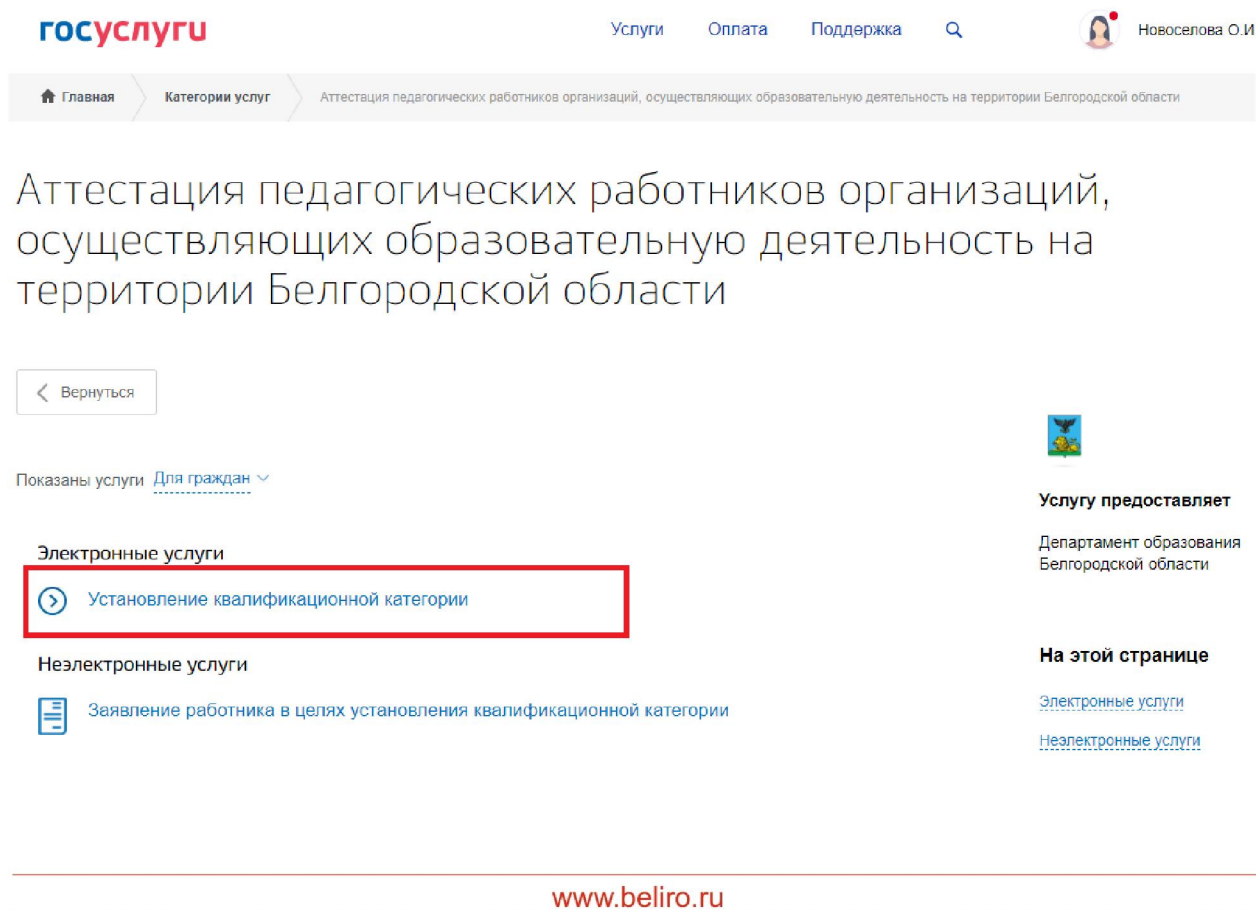 госуслуги
Услуги
Оплата
Поддержка
Новоселова О.И
Главная
Категории услуг
Аттестация педагогических работников организаций, осуществляющих образовательную деятельность на территории Белгородской области
Аттестация педагогических работников организаций,
осуществляющих образовательную деятельность на
территории Белгородской области
Вернуться
Показаны услуги Для граждан
Электронные услуги
Установление квалификационной категории
Неэлектронные услуги
Заявление работника в целях установления квалификационной категории
Услугу предоставляет
Департамент образования
Белгородской области
На этой странице
Электронные услуги
Неэлектронные услуги
www.beliro.ru